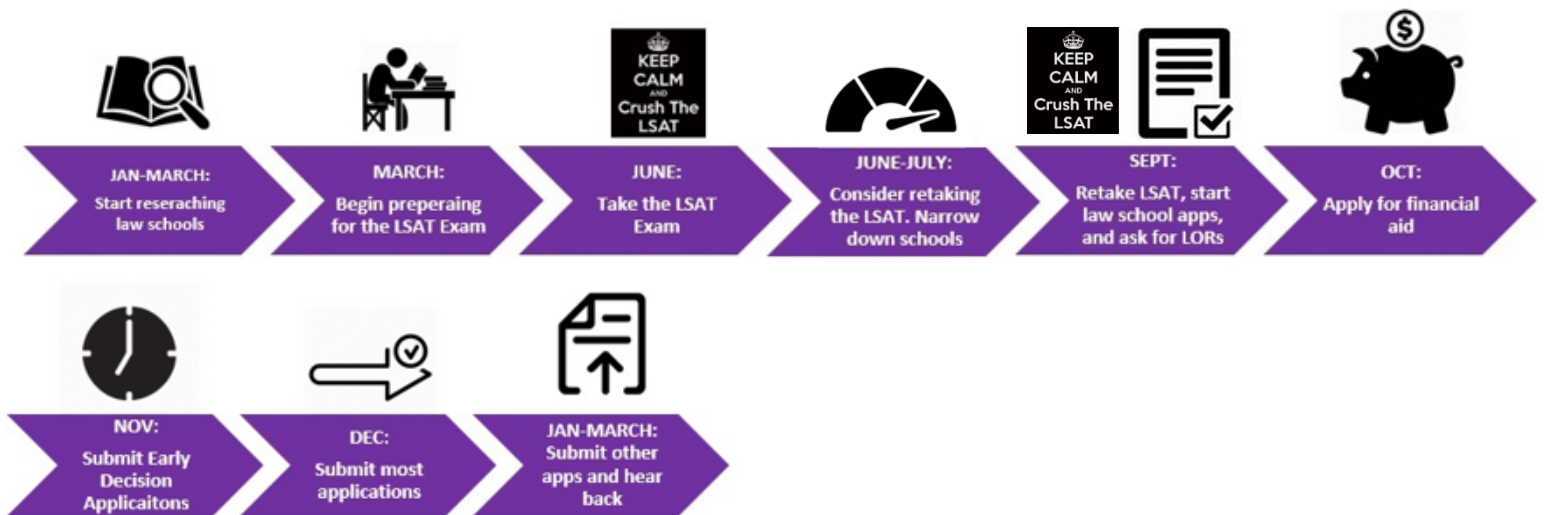 KEEP
CALM
AND
Crush The
LSAT
KEEP
CALM
AND
Crush The
LSAT
$
JAN-MARCH:
Start reseraching
law schools
MARCH:
Begin preperaing
for the LSAT Exam
JUNE:
Take the LSAT
Exam
JUNE-JULY:
Consider retaking
the LSAT. Narrow
down schools
SEPT:
Retake LSAT, start
law school apps,
and ask for LORs
OCT:
Apply for financial
aid
NOV:
Submit Early
Decision
Applicaitons
DEC:
Submit most
applications
JAN-MARCH:
Submit other
apps and hear
back